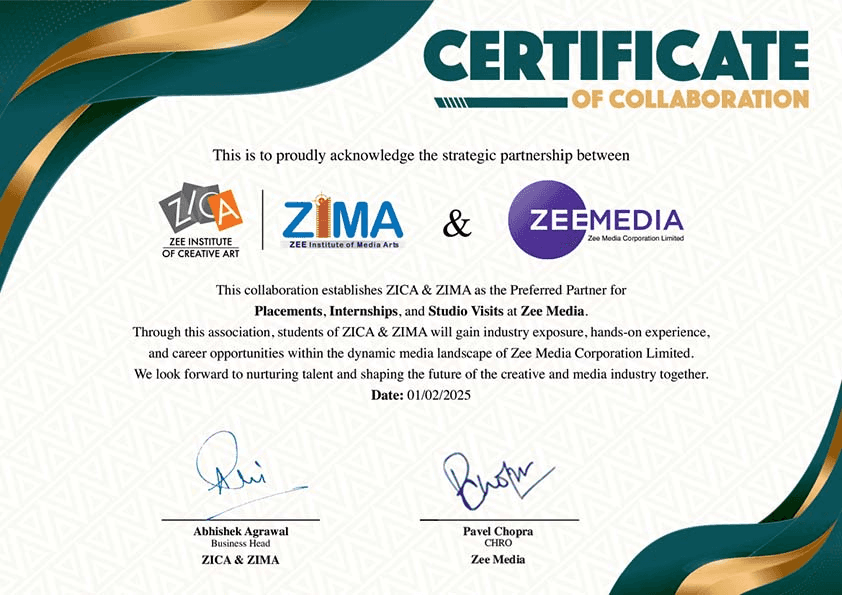 CERTIFICATE
OF COLLABORATION
This is to proudly acknowledge the strategic partnership between
ZICA
ZEE INSTITUTE
OF CREATIVE ART
ZIMA
ZEE Institute of Media Arts
&
ZEEMEDIA
Zee Media Corporation Limited
This collaboration establishes ZICA & ZIMA as the Preferred Partner for
Placements, Internships, and Studio Visits at Zee Media.
Through this association, students of ZICA & ZIMA will gain industry exposure, hands-on experience,
and career opportunities within the dynamic media landscape of Zee Media Corporation Limited.
We look forward to nurturing talent and shaping the future of the creative and media industry together.
Date: 01/02/2025
Abhishek Agrawal
Business Head
ZICA & ZIMA
Pavel Chopra
CHRO
Zee Media